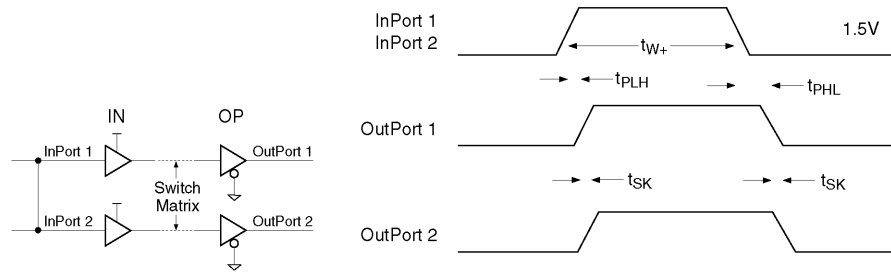 IN
OP
InPort 1
OutPort 1
Switch
Matrix
InPort 2
OutPort 2
InPort 1
InPort 2
1.5V
tW+
tPLH
tPHL
OutPort 1
tSK
tSK
OutPort 2